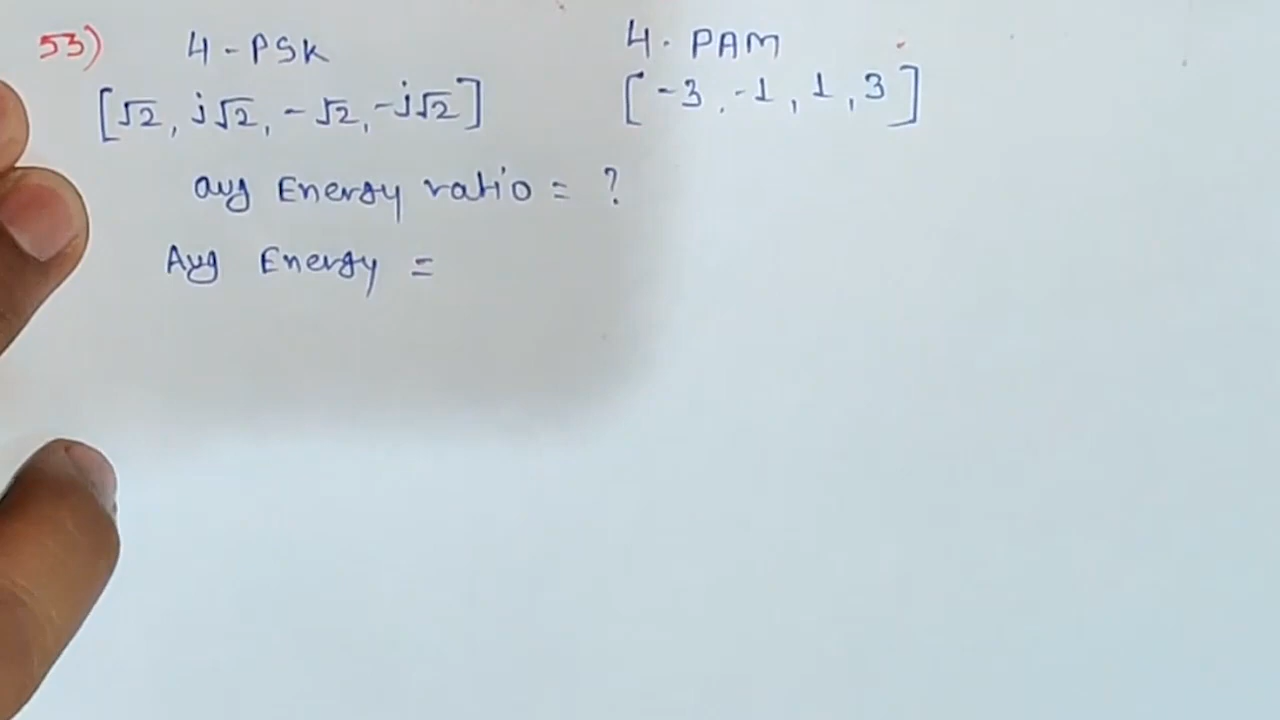 53) 4-PSK 4. PAM
[√2, j√2, -√2, -j√2] [-3, -1, 1, 3]
avg Energy ratio = ?
Avg Energy =